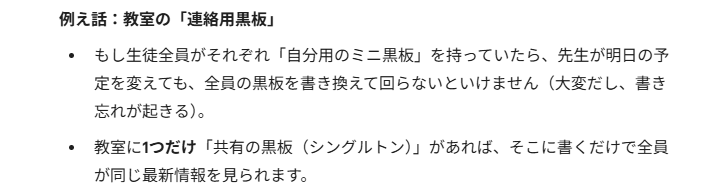 例え話：教室の「連絡用黒板」
• もし生徒全員がそれぞれ「自分用のミニ黒板」を持っていたら、先生が明日の予
定を変えても、全員の黒板を書き換えて回らないといけません（大変だし、書き
忘れが起きる）。
• 教室に1つだけ「共有の黒板（シングルトン）」があれば、そこに書くだけで全員
が同じ最新情報を見られます。